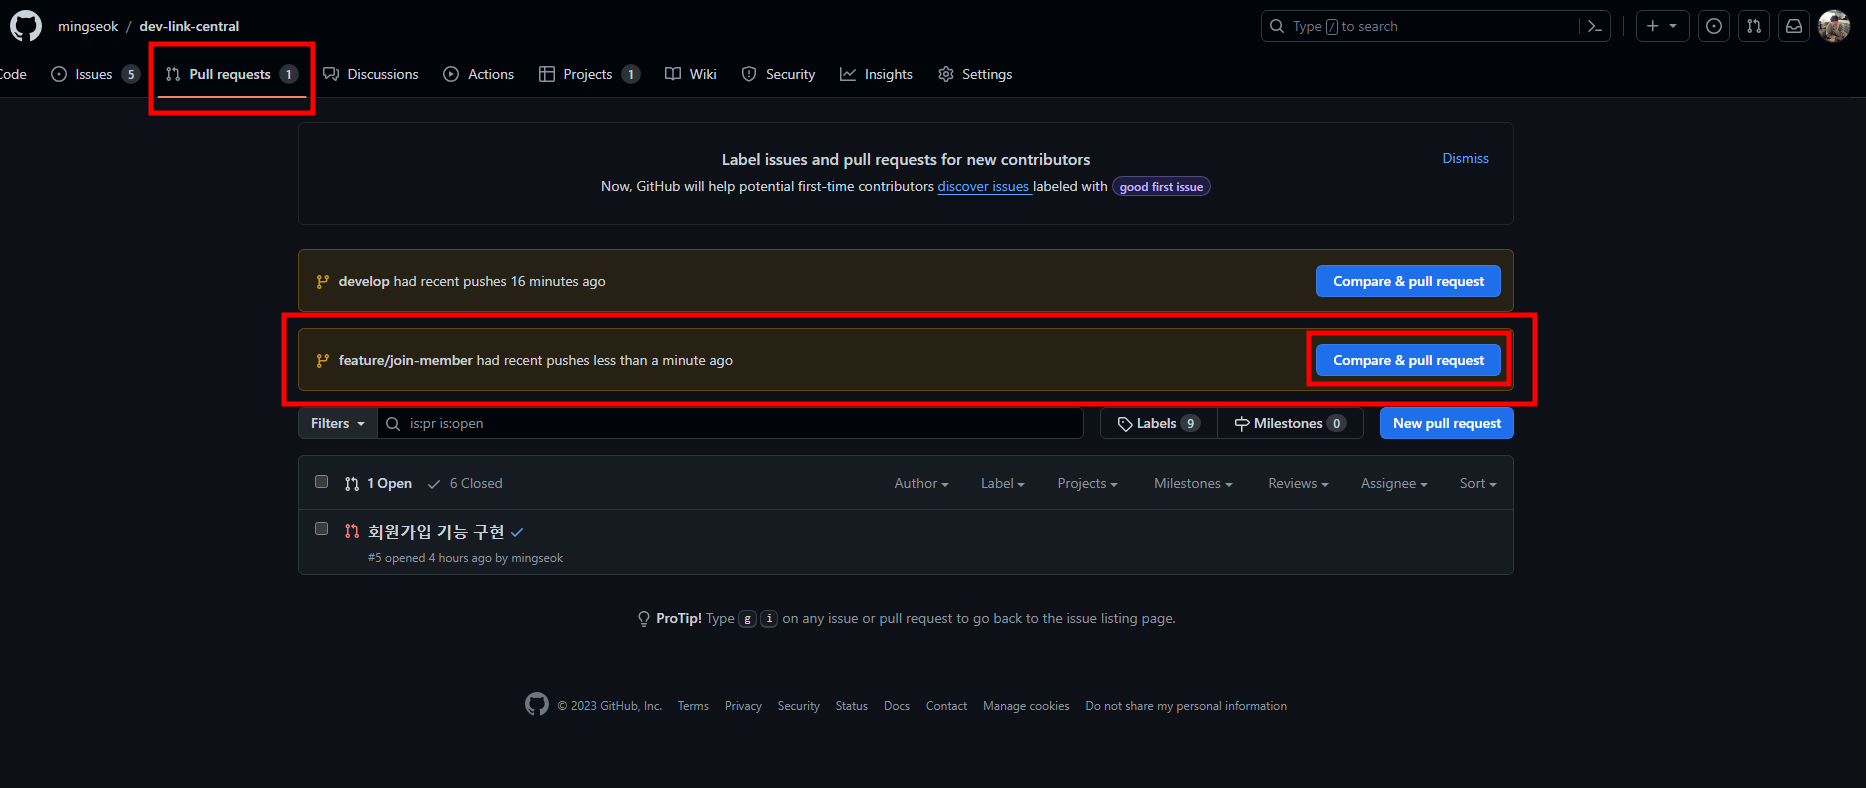 mingseok / dev-link-central
Type / to search
Code Issues 5 Pull requests 1 Discussions Actions Projects 1 Wiki Security Insights Settings
Label issues and pull requests for new contributors
Dismiss
Now, GitHub will help potential first-time contributors discover issues labeled with good first issue
develop had recent pushes 16 minutes ago
Compare & pull request
feature/join-member had recent pushes less than a minute ago
Compare & pull request
Filters is:pr is:open Labels 9 Milestones 0 New pull request
1 Open 6 Closed Author Label Projects Milestones Reviews Assignee Sort
회원가입 기능 구현
#5 opened 4 hours ago by mingseok
ProTip! Type g i on any issue or pull request to go back to the issue listing page.
© 2023 GitHub, Inc. Terms Privacy Security Status Docs Contact Manage cookies Do not share my personal information